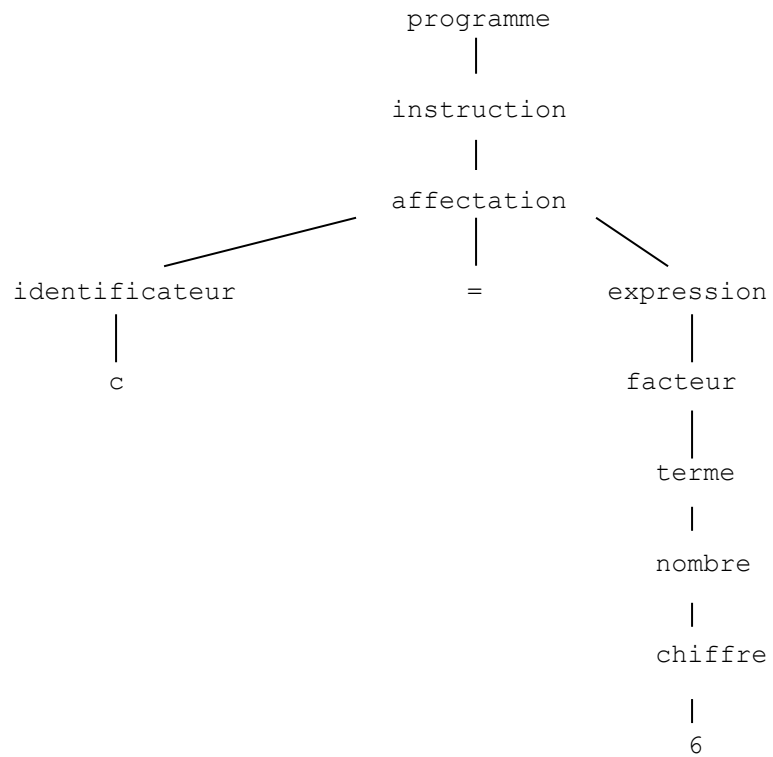 programme
instruction
affectation
identificateur = expression
c facteur
terme
nombre
chiffre
6